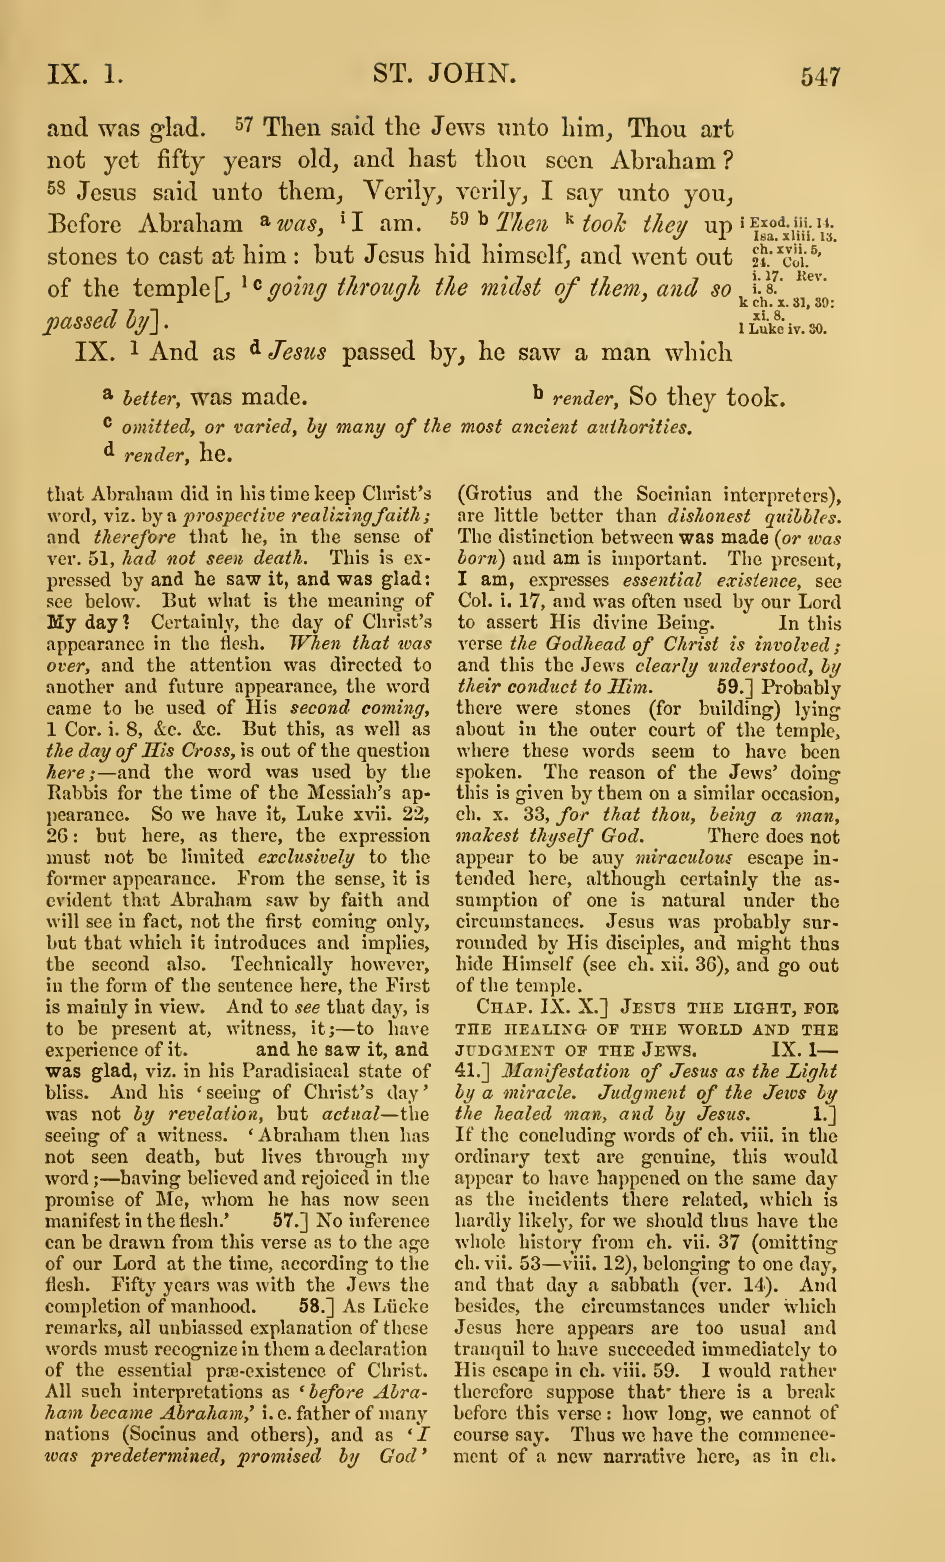 IX. 1. ST. JOHN. 547
and was glad. 57 Then said the Jews unto him, Thou art
not yet fifty years old, and hast thou seen Abraham?
58 Jesus said unto them, Verily, verily, I say unto you,
Before Abraham a was, i I am. 59 b Then k took they up
stones to cast at him: but Jesus hid himself, and went out
of the temple[, l c going through the midst of them, and so
passed by].
i Exod. iii. 14.
Isa. xliii. 13.
ch. xvii. 5,
24. Col.
i. 17. Rev.
i. 8.
k ch. x. 31, 39:
xi. 8.
l Luke iv. 30.
IX. 1 And as d Jesus passed by, he saw a man which
a better, was made. b render, So they took.
c omitted, or varied, by many of the most ancient authorities.
d render, he.
that Abraham did in his time keep Christ's
word, viz. by a prospective realizing faith;
and therefore that he, in the sense of
ver. 51, had not seen death. This is ex-
pressed by and he saw it, and was glad:
see below. But what is the meaning of
My day? Certainly, the day of Christ's
appearance in the flesh. When that was
over, and the attention was directed to
another and future appearance, the word
came to be used of His second coming,
1 Cor. i. 8, &c. &c. But this, as well as
the day of His Cross, is out of the question
here;—and the word was used by the
Rabbis for the time of the Messiah's ap-
pearance. So we have it, Luke xvii. 22,
26: but here, as there, the expression
must not be limited exclusively to the
former appearance. From the sense, it is
evident that Abraham saw by faith and
will see in fact, not the first coming only,
but that which it introduces and implies,
the second also. Technically however,
in the form of the sentence here, the First
is mainly in view. And to see that day, is
to be present at, witness, it;—to have
experience of it. and he saw it, and
was glad, viz. in his Paradisiacal state of
bliss. And his 'seeing of Christ's day'
was not by revelation, but actual—the
seeing of a witness. 'Abraham then has
not seen death, but lives through my
word;—having believed and rejoiced in the
promise of Me, whom he has now seen
manifest in the flesh.' 57.] No inference
can be drawn from this verse as to the age
of our Lord at the time, according to the
flesh. Fifty years was with the Jews the
completion of manhood. 58.] As Lücke
remarks, all unbiassed explanation of these
words must recognize in them a declaration
of the essential præ-existence of Christ.
All such interpretations as 'before Abra-
ham became Abraham,' i. e. father of many
nations (Socinus and others), and as 'I
was predetermined, promised by God'
(Grotius and the Socinian interpreters),
are little better than dishonest quibbles.
The distinction between was made (or was
born) and am is important. The present,
I am, expresses essential existence, see
Col. i. 17, and was often used by our Lord
to assert His divine Being. In this
verse the Godhead of Christ is involved;
and this the Jews clearly understood, by
their conduct to Him. 59.] Probably
there were stones (for building) lying
about in the outer court of the temple,
where these words seem to have been
spoken. The reason of the Jews' doing
this is given by them on a similar occasion,
ch. x. 33, for that thou, being a man,
makest thyself God. There does not
appear to be any miraculous escape in-
tended here, although certainly the as-
sumption of one is natural under the
circumstances. Jesus was probably sur-
rounded by His disciples, and might thus
hide Himself (see ch. xii. 36), and go out
of the temple.
CHAP. IX. X.] JESUS THE LIGHT, FOR
THE HEALING OF THE WORLD AND THE
JUDGMENT OF THE JEWS. IX. 1—
41.] Manifestation of Jesus as the Light
by a miracle. Judgment of the Jews by
the healed man, and by Jesus. 1.]
If the concluding words of ch. viii. in the
ordinary text are genuine, this would
appear to have happened on the same day
as the incidents there related, which is
hardly likely, for we should thus have the
whole history from ch. vii. 37 (omitting
ch. vii. 53—viii. 12), belonging to one day,
and that day a sabbath (ver. 14). And
besides, the circumstances under which
Jesus here appears are too usual and
tranquil to have succeeded immediately to
His escape in ch. viii. 59. I would rather
therefore suppose that there is a break
before this verse: how long, we cannot of
course say. Thus we have the commence-
ment of a new narrative here, as in ch.